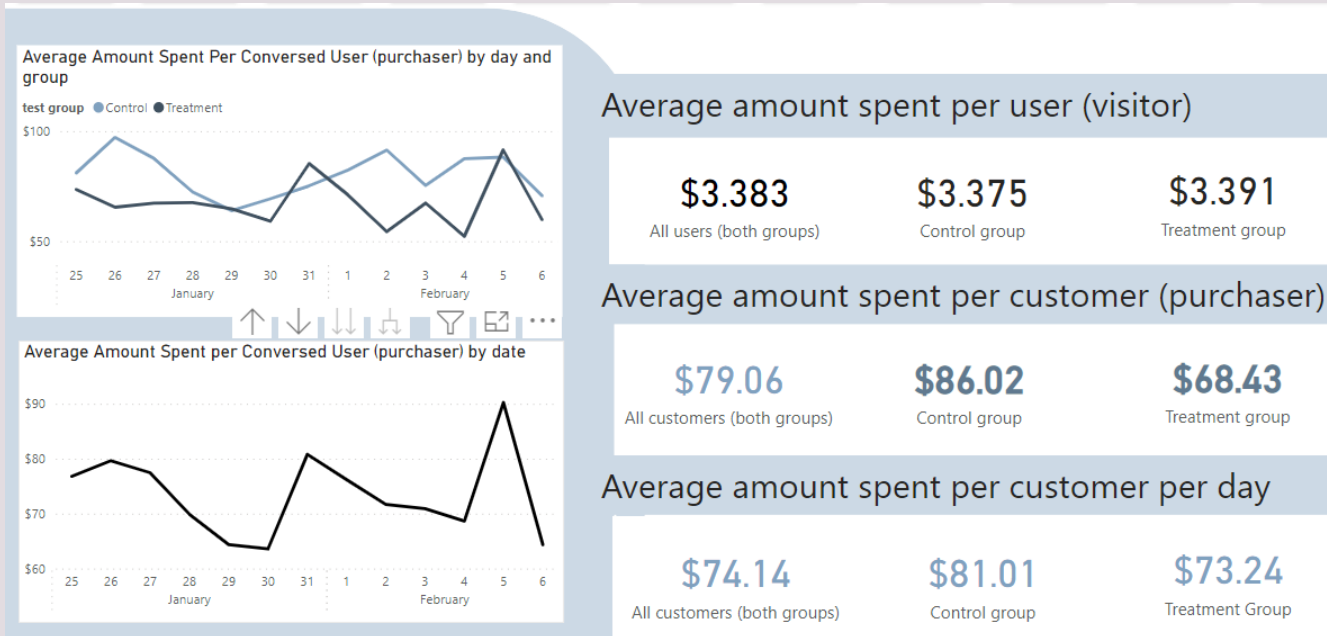 Average Amount Spent Per Conversed User (purchaser) by day and
group
test group Control Treatment
$100
$50
25 26 27 28 29 30 31 1 2 3 4 5 6
January February
Average Amount Spent per Conversed User (purchaser) by date
$90
$80
$70
$60
25 26 27 28 29 30 31 1 2 3 4 5 6
January February
Average amount spent per user (visitor)
$3.383 $3.375 $3.391
All users (both groups) Control group Treatment group
Average amount spent per customer (purchaser)
$79.06 $86.02 $68.43
All customers (both groups) Control group Treatment group
Average amount spent per customer per day
$74.14 $81.01 $73.24
All customers (both groups) Control group Treatment Group